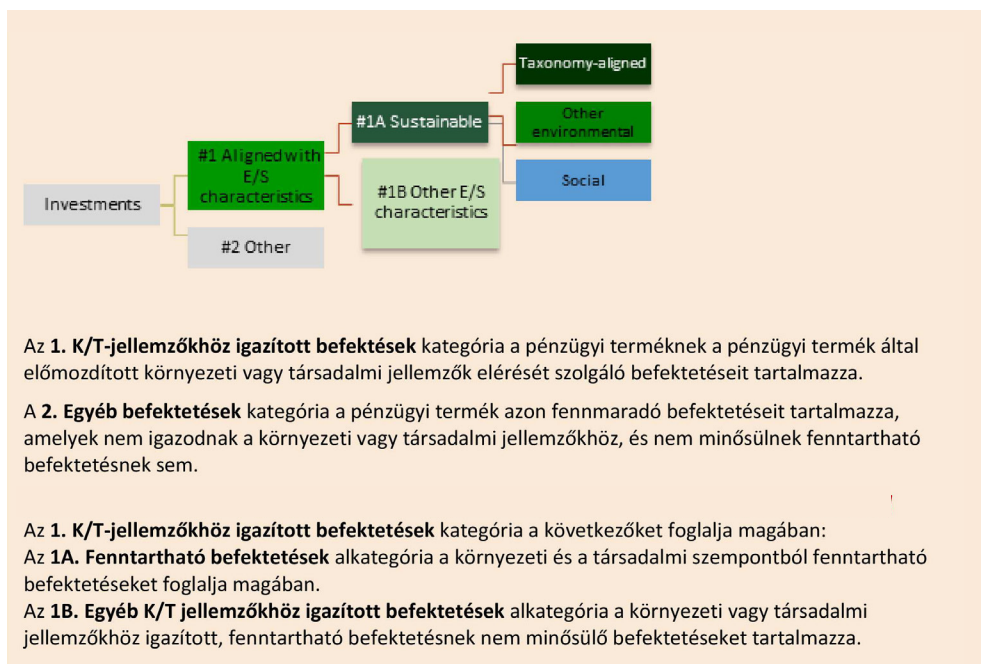 Taxonomy-aligned
#1A Sustainable
Other
environmental
#1 Aligned with
E/S
characteristics
Social
#1B Other E/S
characteristics
Investments
#2 Other
Az 1. K/T-jellemzőkhöz igazított befektések kategória a pénzügyi terméknek a pénzügyi termék által
előmozdított környezeti vagy társadalmi jellemzők elérését szolgáló befektetéseit tartalmazza.
A 2. Egyéb befektetések kategória a pénzügyi termék azon fennmaradó befektetéseit tartalmazza,
amelyek nem igazodnak a környezeti vagy társadalmi jellemzőkhöz, és nem minősülnek fenntartható
befektetésnek sem.
Az 1. K/T-jellemzőkhöz igazított befektetések kategória a következőket foglalja magában:
Az 1A. Fenntartható befektetések alkategória a környezeti és a társadalmi szempontból fenntartható
befektetéseket foglalja magában.
Az 1B. Egyéb K/T jellemzőkhöz igazított befektetések alkategória a környezeti vagy társadalmi
jellemzőkhöz igazított, fenntartható befektetésnek nem minősülő befektetéseket tartalmazza.